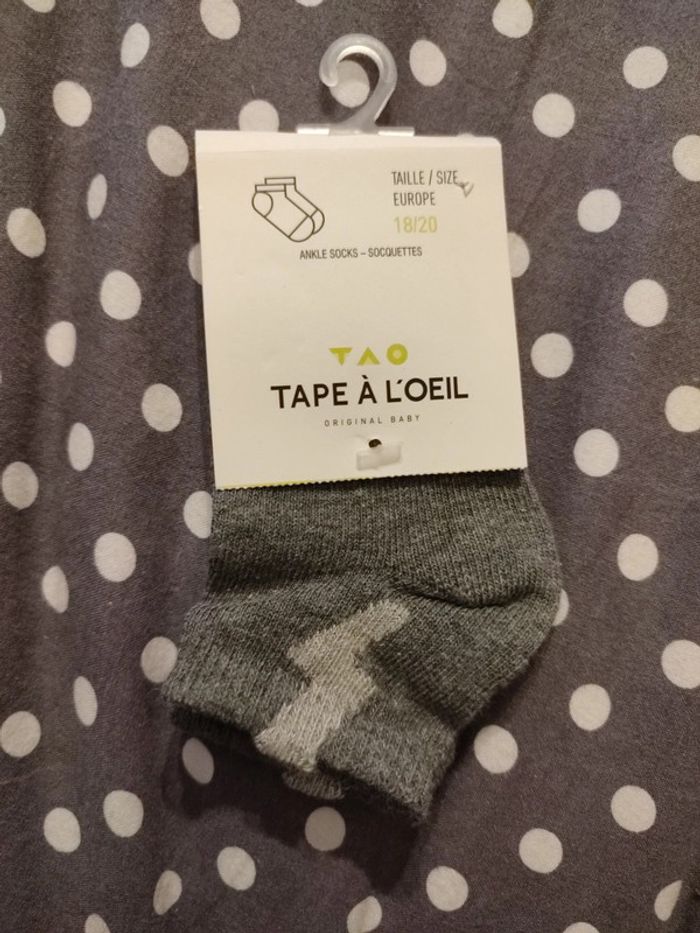 TAILLE / SIZE
EUROPE
18/20
ANKLE SOCKS – SOCQUETTES
TAO
TAPE À L'OEIL
ORIGINAL BABY